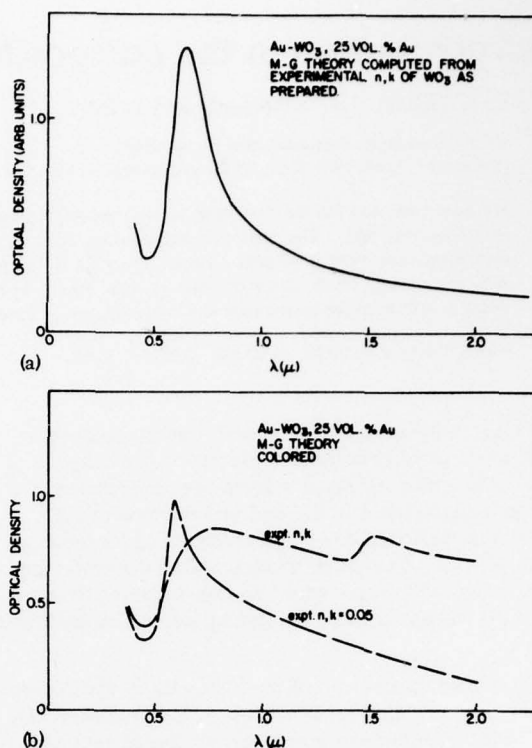 Au-WO₃, 25 VOL. % Au
M-G THEORY COMPUTED FROM
EXPERIMENTAL n,k OF WO₃ AS
PREPARED.
OPTICAL DENSITY (ARB UNITS)
1.0
0
0.5
1.0
1.5
2.0
(a)
λ(μ)
Au-WO₃, 25 VOL. % Au
M-G THEORY
COLORED
OPTICAL DENSITY
1.0
0.5
0
expt. n,k
expt. n, k=0.05
0.5
1.0
1.5
2.0
(b)
λ(μ)